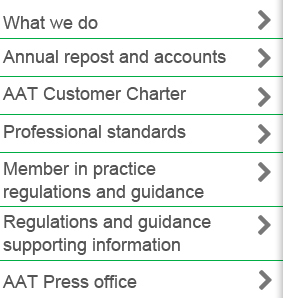 What we do
Annual repost and accounts
AAT Customer Charter
Professional standards
Member in practice
regulations and guidance
Regulations and guidance
supporting information
AAT Press office